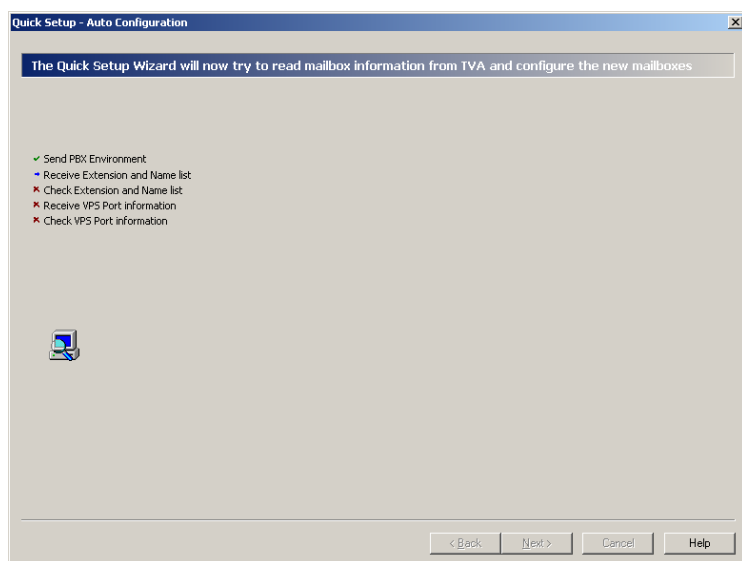 Quick Setup - Auto Configuration
The Quick Setup Wizard will now try to read mailbox information from TVA and configure the new mailboxes
Send PBX Environment
Receive Extension and Name list
Check Extension and Name list
Receive VPS Port information
Check VPS Port information
< Back Next > Cancel Help